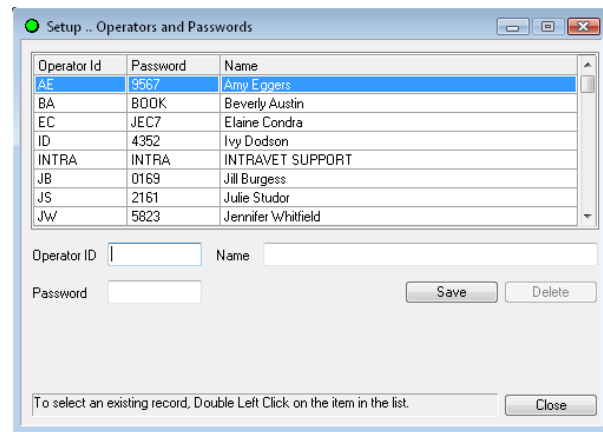 Setup .. Operators and Passwords
Operator Id Password Name
AE 9567 Amy Eggers
BA BOOK Beverly Austin
EC JEC7 Elaine Condra
ID 4352 Ivy Dodson
INTRA INTRA INTRAVET SUPPORT
JB 0169 Jill Burgess
JS 2161 Julie Studor
JW 5823 Jennifer Whitfield
Operator ID Name
Password Save Delete
To select an existing record, Double Left Click on the item in the list. Close